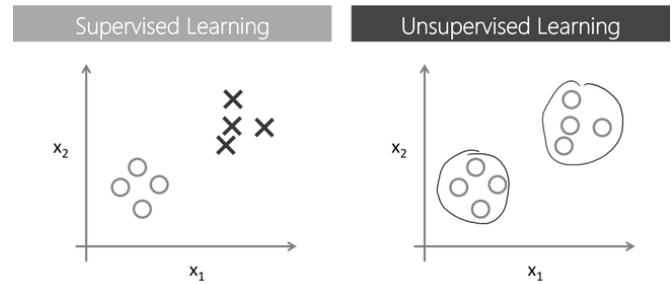 Supervised Learning
Unsupervised Learning
x2
x1
x2
x1